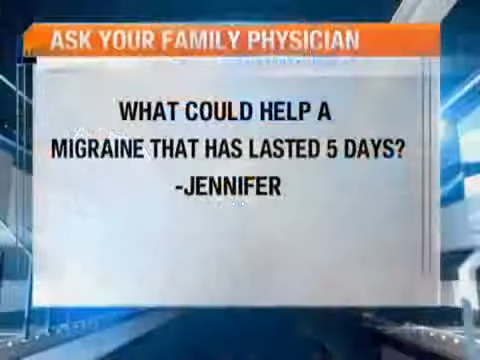 ASK YOUR FAMILY PHYSICIAN
WHAT COULD HELP A
MIGRAINE THAT HAS LASTED 5 DAYS?
-JENNIFER